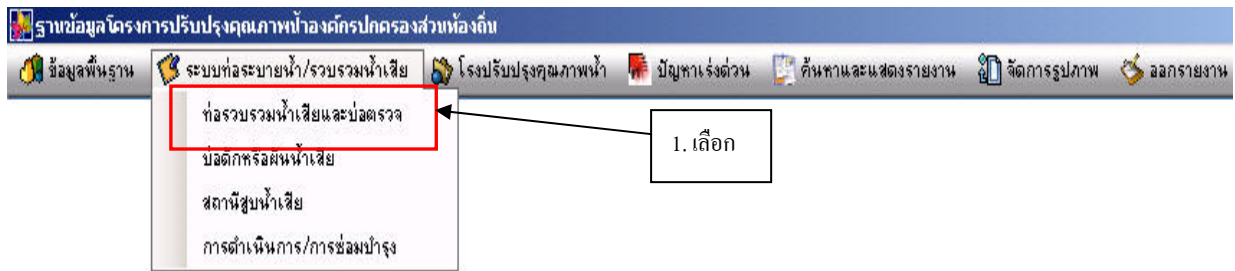 ฐานข้อมูลโครงการปรับปรุงคุณภาพน้ำองค์กรปกครองส่วนท้องถิ่น
ข้อมูลพื้นฐาน ระบบท่อระบายน้ำ/รวบรวมน้ำเสีย โรงปรับปรุงคุณภาพน้ำ ปัญหาเร่งด่วน ค้นหาและแสดงรายงาน จัดการรูปภาพ ออกรายงาน
ท่อรวบรวมน้ำเสียและบ่อตรวจ
1. เลือก
บ่อดักหรือผันน้ำเสีย
สถานีสูบน้ำเสีย
การดำเนินการ/การซ่อมบำรุง